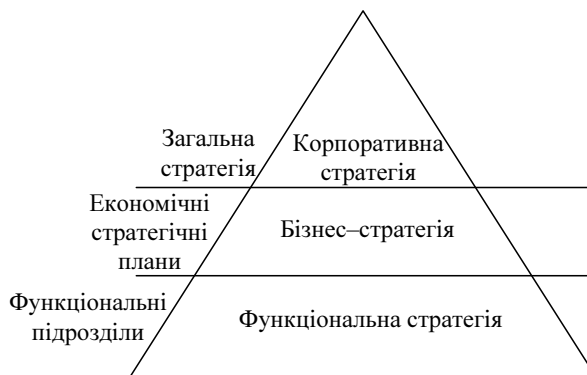 Загальна
стратегія
Корпоративна
стратегія
Економічні
стратегічні
плани
Бізнес–стратегія
Функціональні
підрозділи
Функціональна стратегія